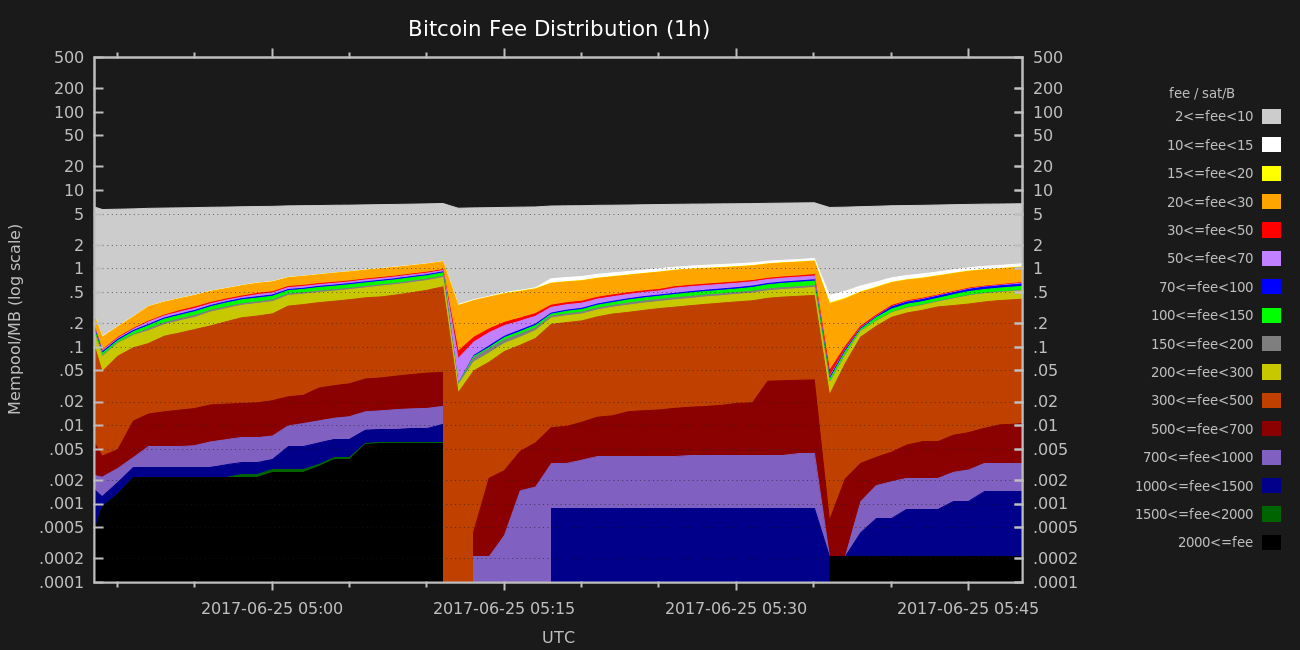 Bitcoin Fee Distribution (1h)
500
200
100
50
20
10
5
2
1
.5
.2
.1
.05
.02
.01
.005
.002
.001
.0005
.0002
.0001
Mempool/MB (log scale)
500
200
100
50
20
10
5
2
1
.5
.2
.1
.05
.02
.01
.005
.002
.001
.0005
.0002
.0001
2017-06-25 05:00
2017-06-25 05:15
2017-06-25 05:30
2017-06-25 05:45
UTC
fee / sat/B
2<=fee<10
10<=fee<15
15<=fee<20
20<=fee<30
30<=fee<50
50<=fee<70
70<=fee<100
100<=fee<150
150<=fee<200
200<=fee<300
300<=fee<500
500<=fee<700
700<=fee<1000
1000<=fee<1500
1500<=fee<2000
2000<=fee